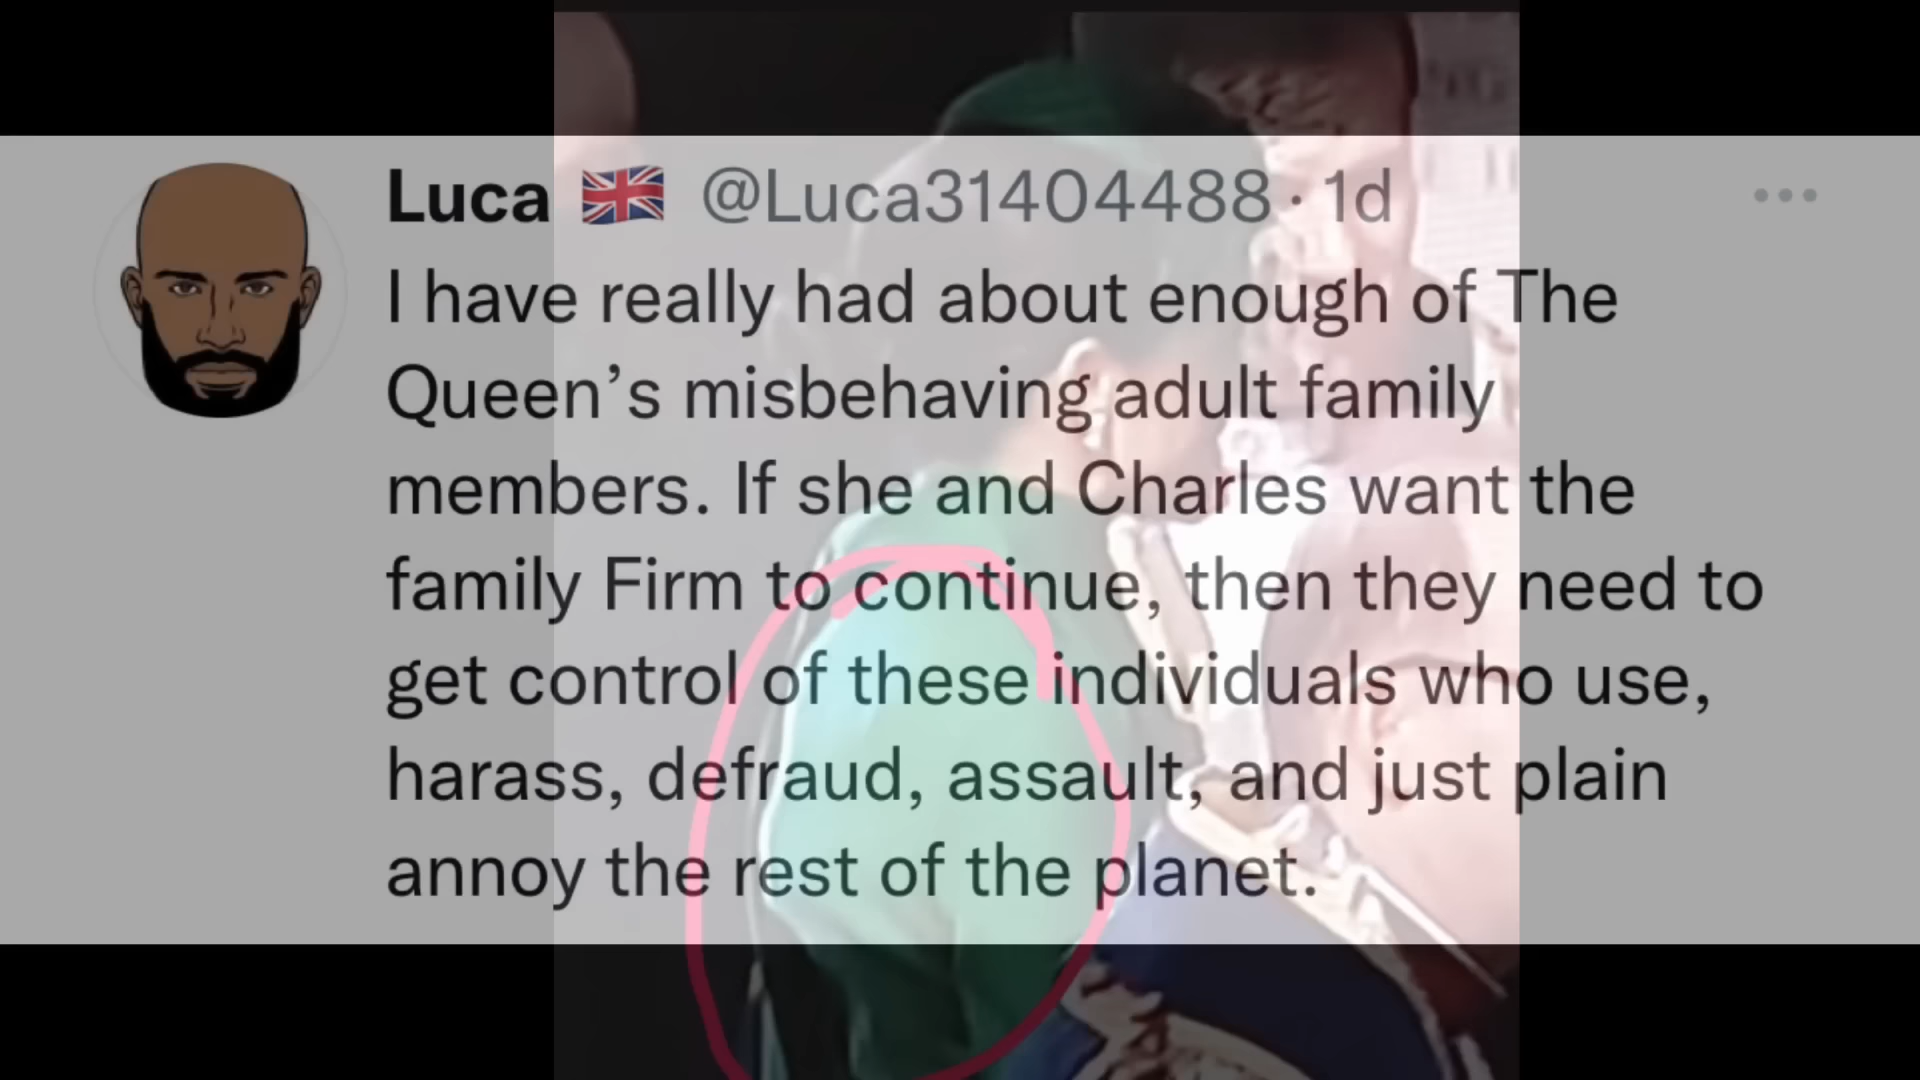 Luca 🇬🇧 @Luca31404488 · 1d
I have really had about enough of The
Queen’s misbehaving adult family
members. If she and Charles want the
family Firm to continue, then they need to
get control of these individuals who use,
harass, defraud, assault, and just plain
annoy the rest of the planet.